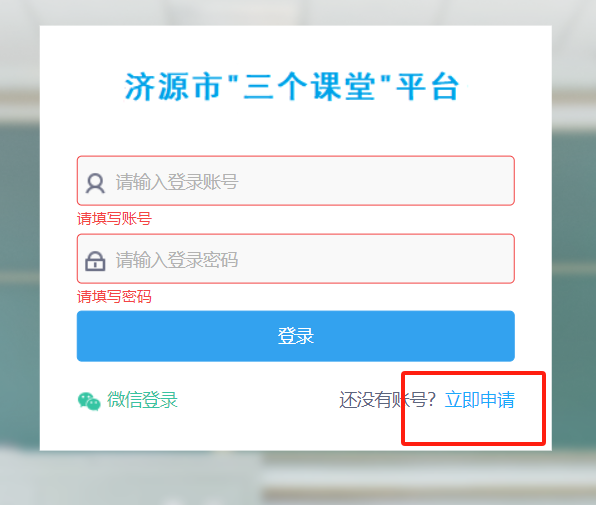 济源市"三个课堂"平台
请输入登录账号
请填写账号
请输入登录密码
请填写密码
登录
微信登录 还没有账号？立即申请